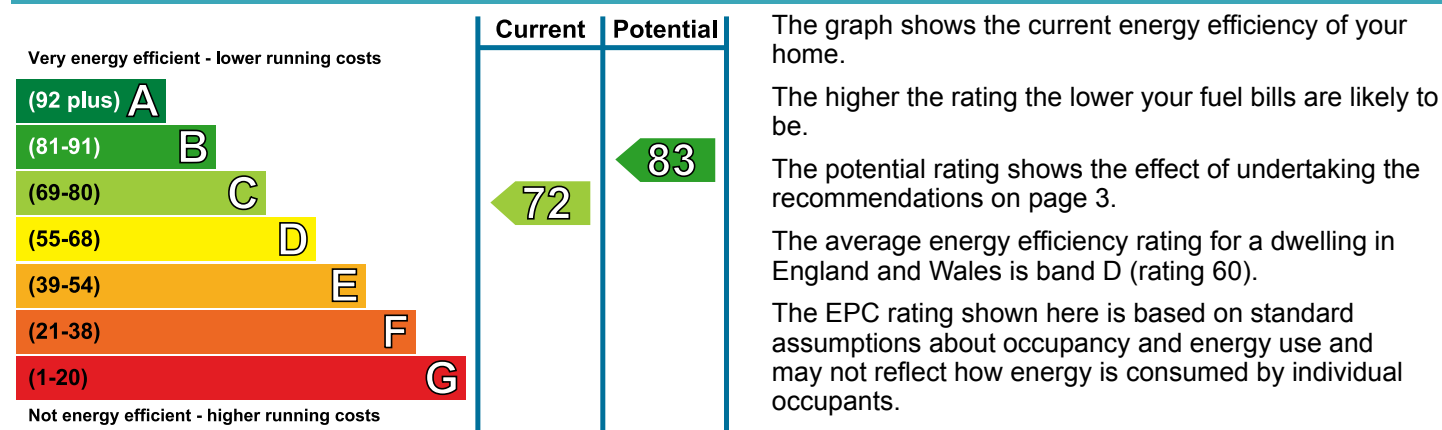 Current Potential
Very energy efficient - lower running costs
(92 plus) A
(81-91) B
(69-80) C
(55-68) D
(39-54) E
(21-38) F
(1-20) G
Not energy efficient - higher running costs
72
83
The graph shows the current energy efficiency of your
home.
The higher the rating the lower your fuel bills are likely to
be.
The potential rating shows the effect of undertaking the
recommendations on page 3.
The average energy efficiency rating for a dwelling in
England and Wales is band D (rating 60).
The EPC rating shown here is based on standard
assumptions about occupancy and energy use and
may not reflect how energy is consumed by individual
occupants.